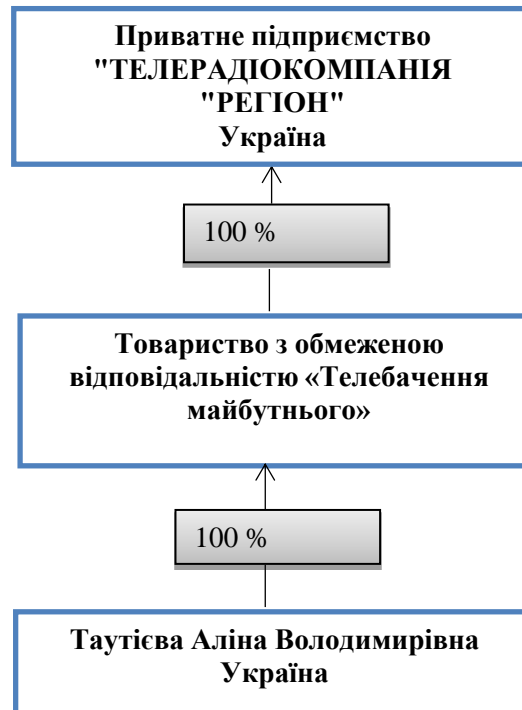 Приватне підприємство
"ТЕЛЕРАДІОКОМПАНІЯ
"РЕГІОН"
Україна
100 %
Товариство з обмеженою
відповідальністю «Телебачення
майбутнього»
100 %
Таутієва Аліна Володимирівна
Україна